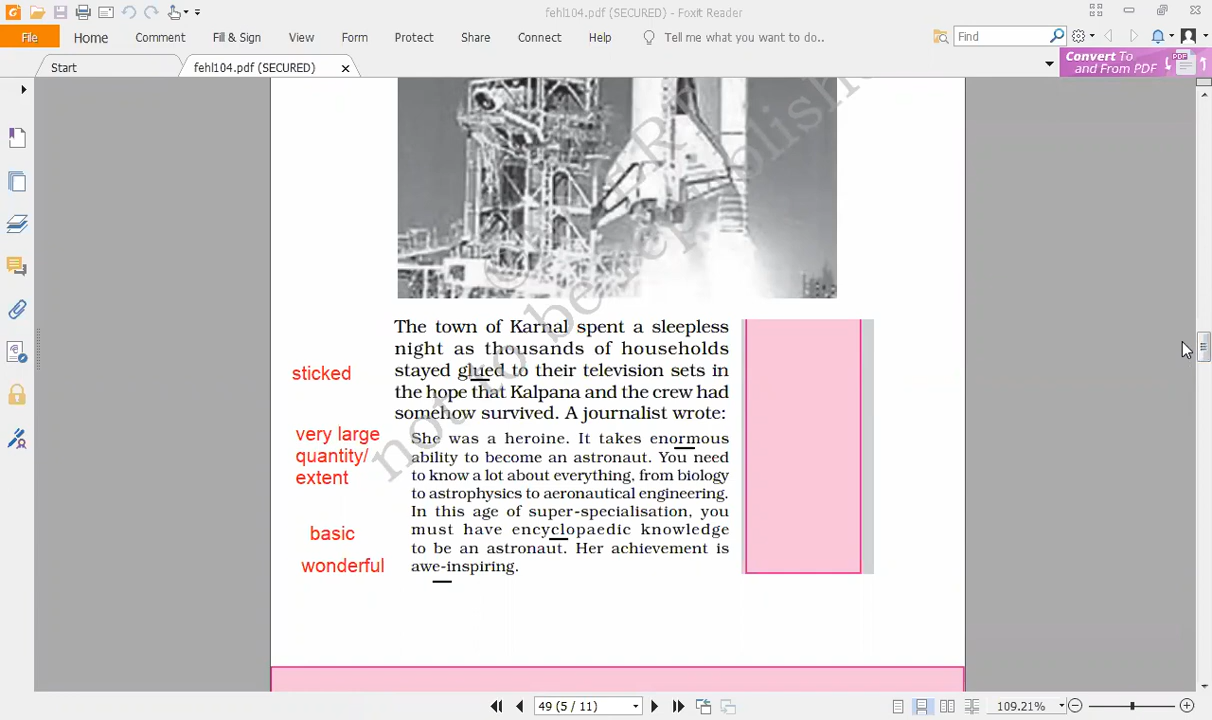 fehl104.pdf (SECURED) - Foxit Reader
File Home Comment Fill & Sign View Form Protect Share Connect Help Tell me what you want to do.. Find
Start fehl104.pdf (SECURED)
Convert To
and From PDF
PDF
not to be republished
The town of Karnal spent a sleepless
night as thousands of households
sticked
stayed glued to their television sets in
the hope that Kalpana and the crew had
somehow survived. A journalist wrote:
very large
quantity/
extent
She was a heroine. It takes enormous
ability to become an astronaut. You need
to know a lot about everything, from biology
to astrophysics to aeronautical engineering.
In this age of super-specialisation, you
basic
must have encyclopaedic knowledge
to be an astronaut. Her achievement is
wonderful
awe-inspiring.
49 (5 / 11)
109.21%